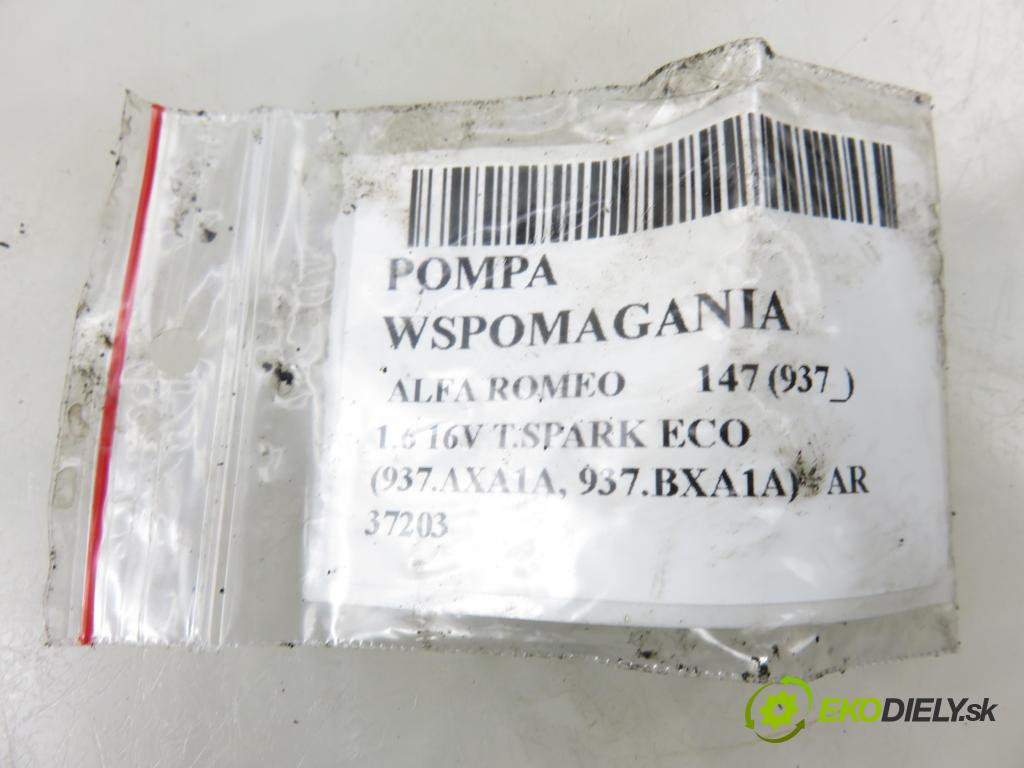 POMPA
WSPOMAGANIA
ALFA ROMEO 147 (937_)
1.6 16V T.SPARK ECO
(937.AXA1A, 937.BXA1A) AR
37203
EKODIELY.sk